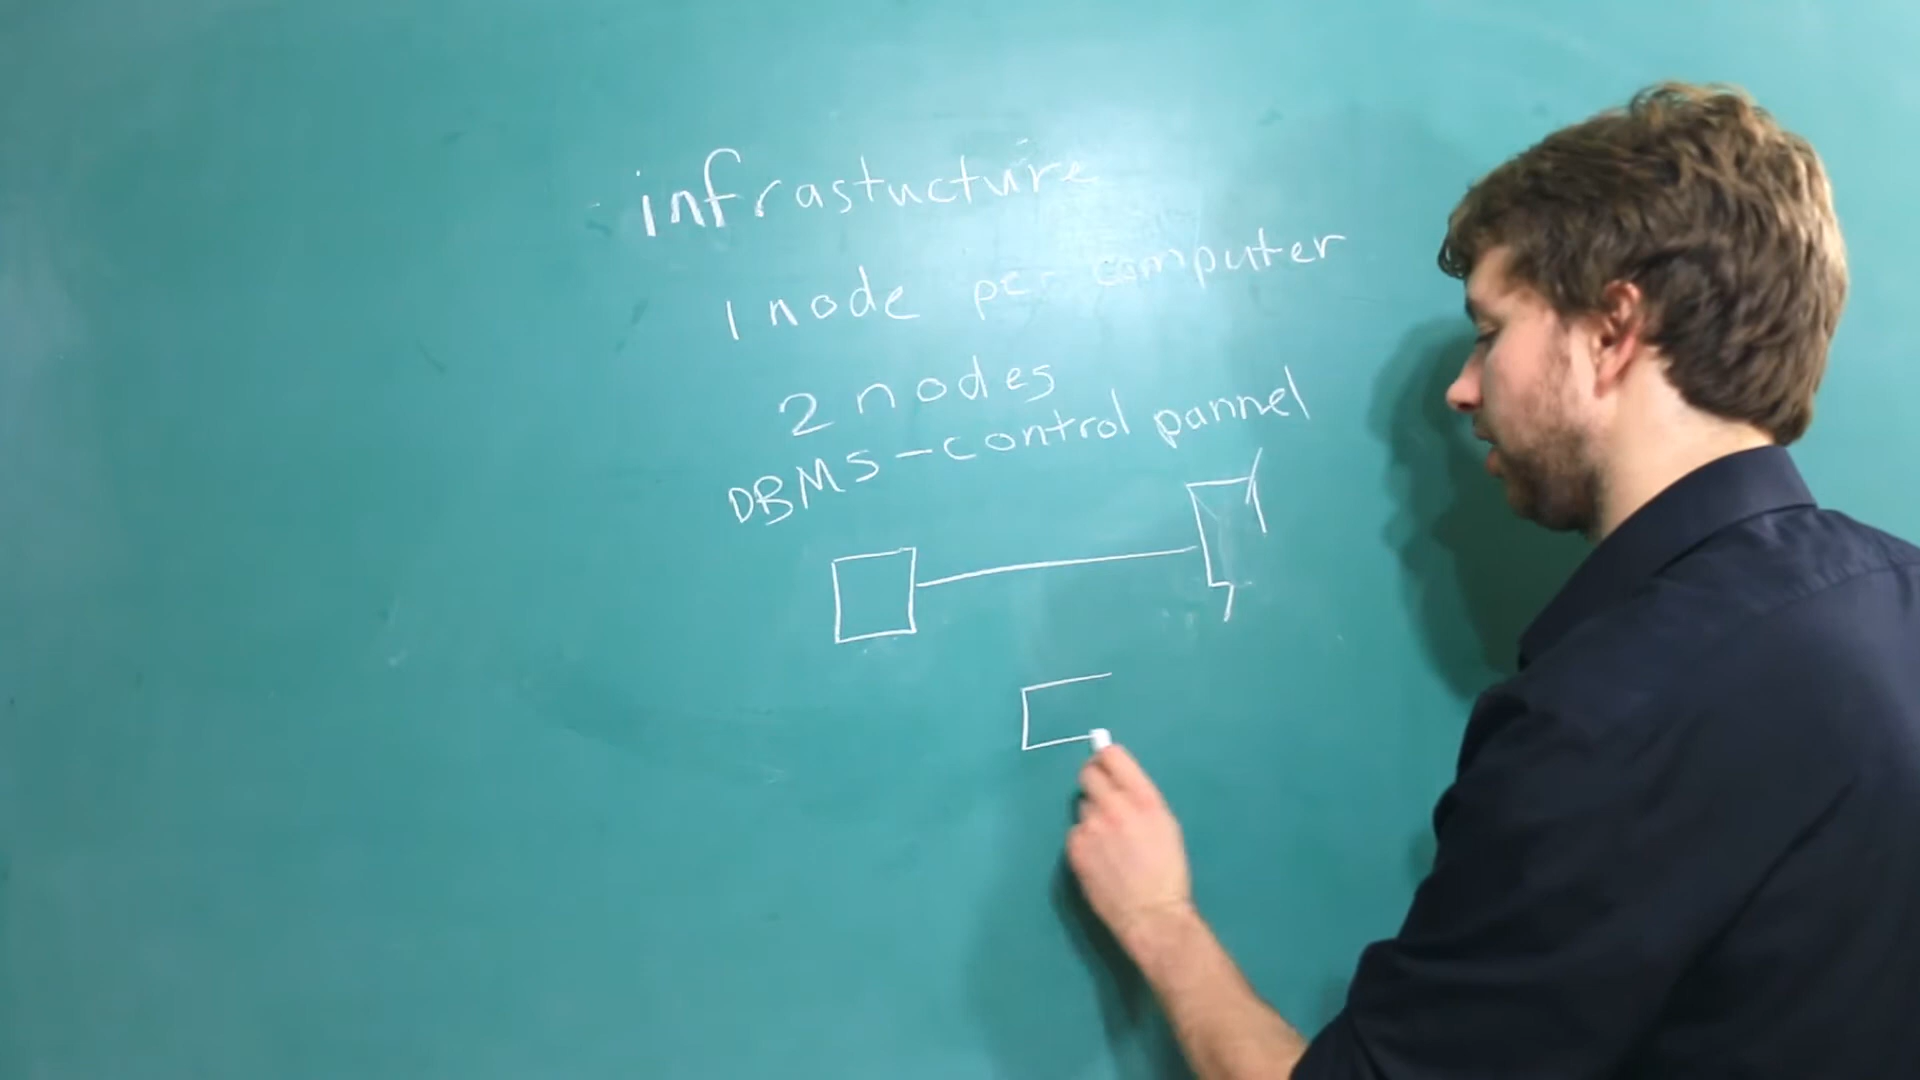 infrastucture
1 node per computer
2 nodes
DBMS-control pannel